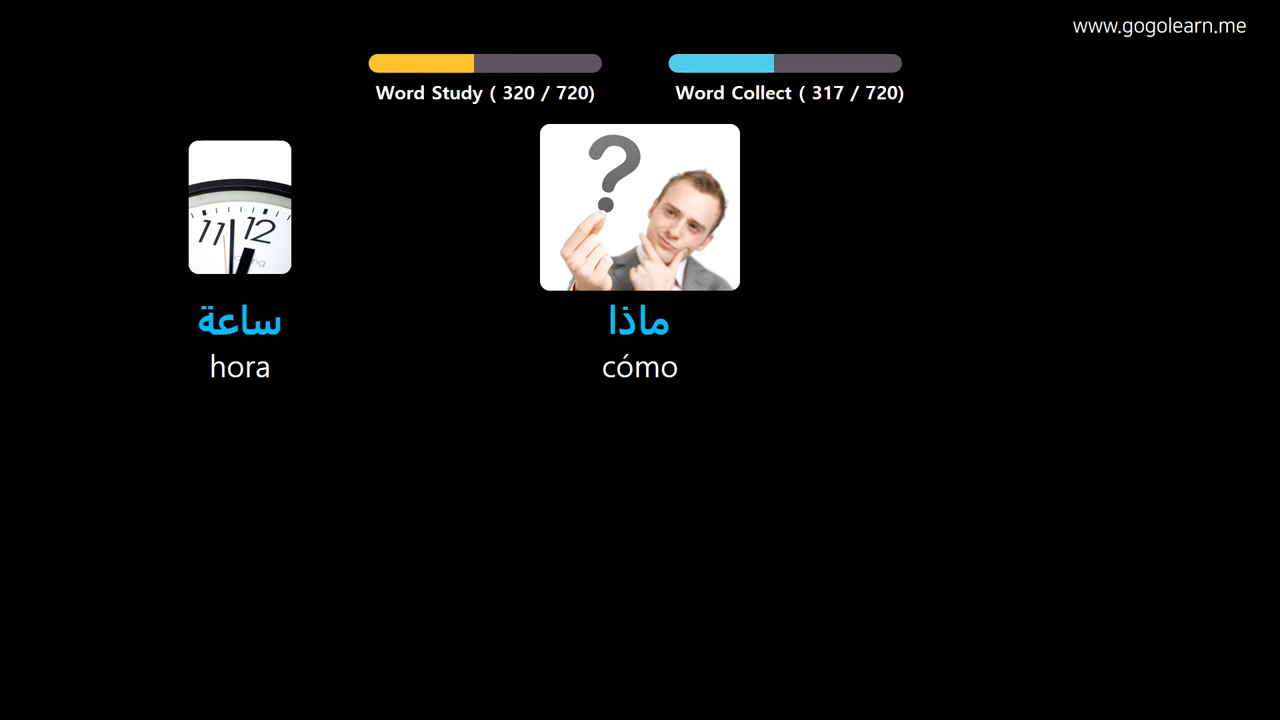 www.gogolearn.me
Word Study ( 320 / 720)
Word Collect ( 317 / 720)
11 12
?
ساعة
hora
ماذا
cómo